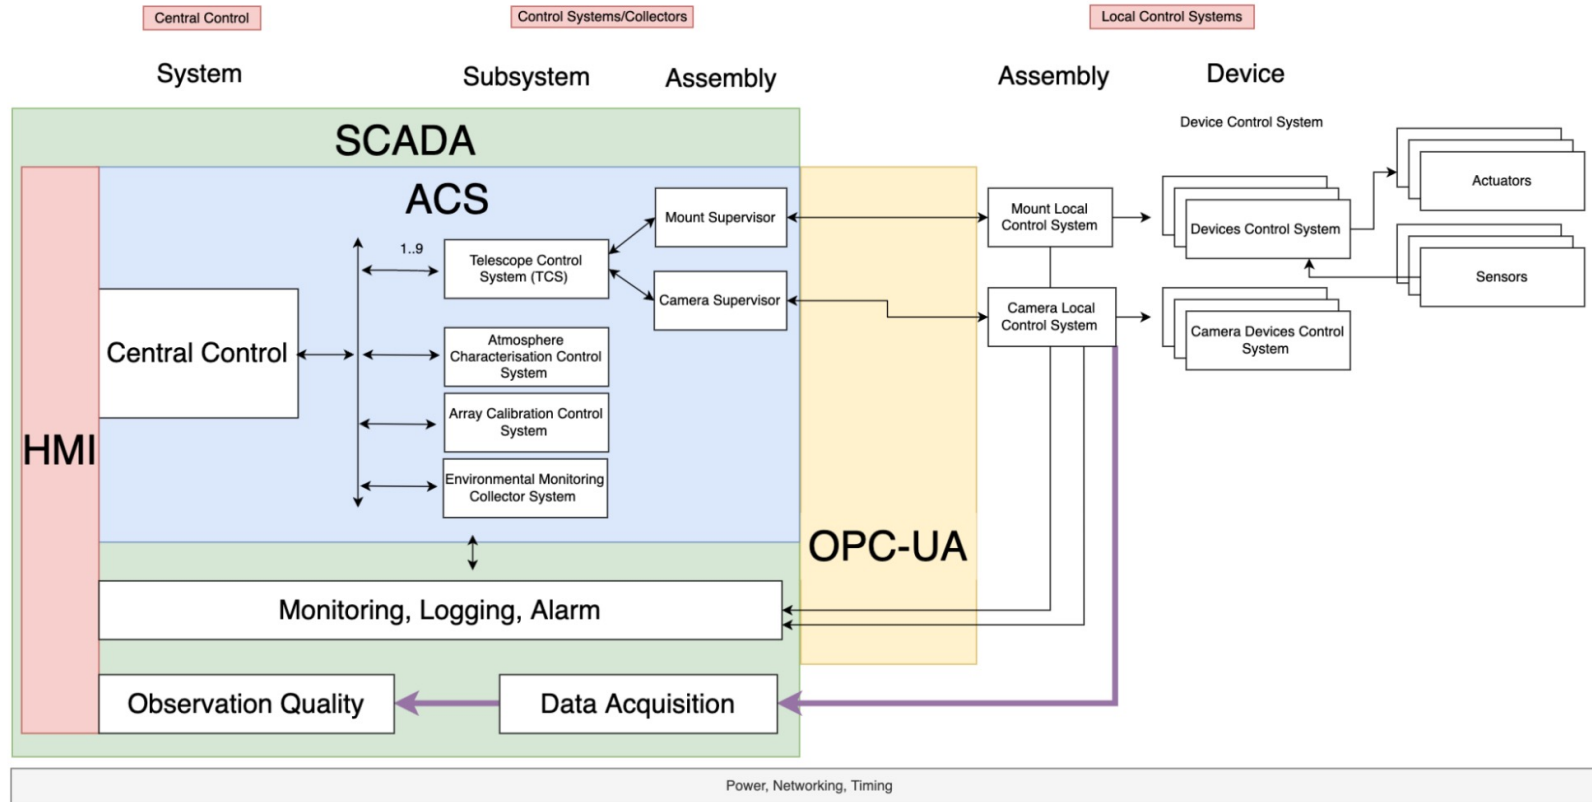 Central Control
Control Systems/Collectors
Local Control Systems
System
Subsystem
Assembly
Assembly
Device
Device Control System
SCADA
ACS
HMI
OPC-UA
Central Control
1..9
Telescope Control
System (TCS)
Mount Supervisor
Camera Supervisor
Atmosphere
Characterisation Control
System
Array Calibration Control
System
Environmental Monitoring
Collector System
Mount Local
Control System
Camera Local
Control System
Devices Control System
Camera Devices Control
System
Actuators
Sensors
Monitoring, Logging, Alarm
Observation Quality
Data Acquisition
Power, Networking, Timing